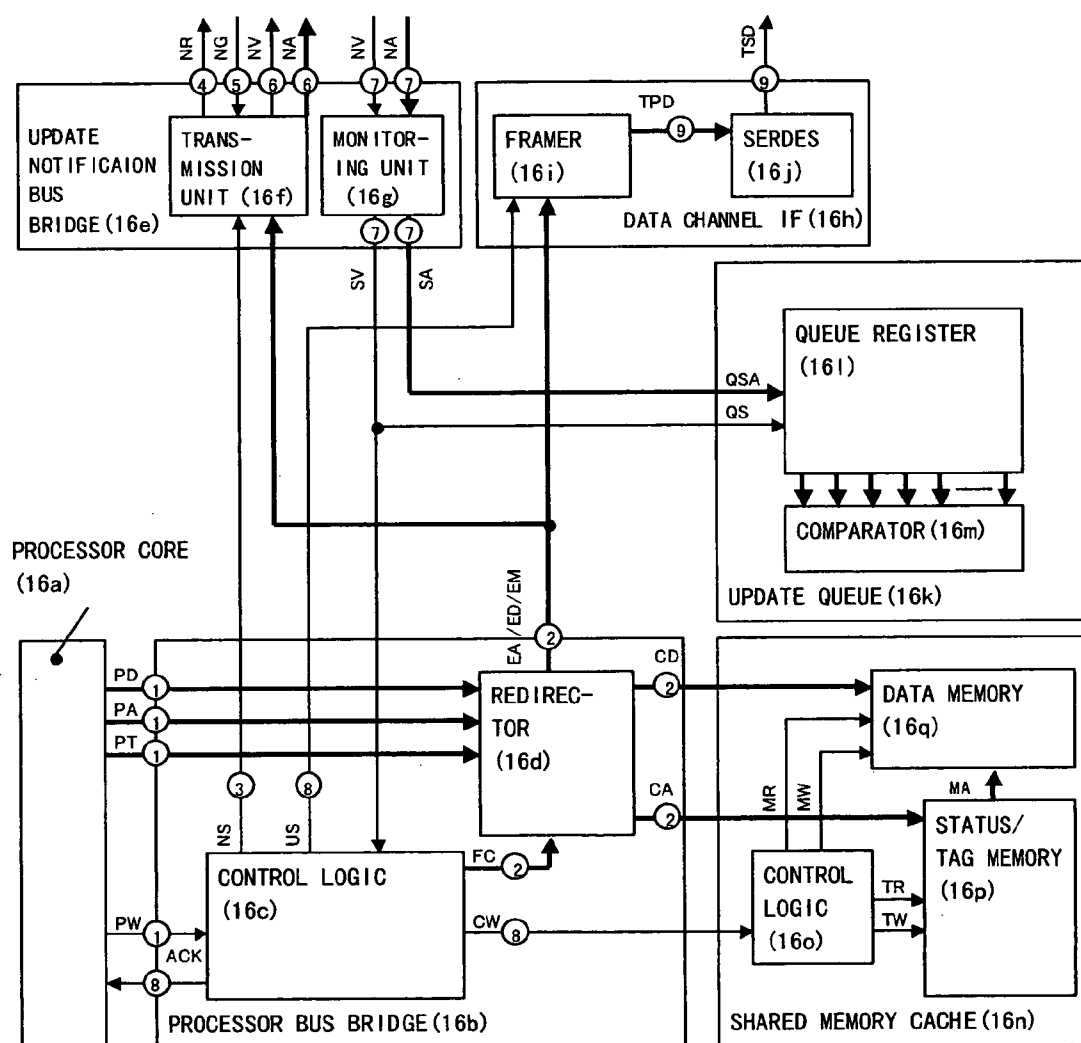 NR
NG
NV
NA
NV
NA
TSD
4
5
6
6
7
7
9
UPDATE
NOTIFICAION
BUS
BRIDGE(16e)
TRANS-
MISSION
UNIT (16f)
MONITOR-
ING UNIT
(16g)
FRAMER
(16i)
TPD
9
SERDES
(16j)
DATA CHANNEL IF(16h)
7
7
SV
SA
QUEUE REGISTER
(16l)
QSA
QS
COMPARATOR(16m)
UPDATE QUEUE(16k)
PROCESSOR CORE
(16a)
EA/ED/EM
2
PD
1
PA
1
PT
1
REDIREC-
TOR
(16d)
CD
2
CA
2
DATA MEMORY
(16q)
MR
MW
MA
STATUS/
TAG MEMORY
(16p)
3
8
NS
US
FC
2
CONTROL LOGIC
(16c)
CW
8
CONTROL
LOGIC
(16o)
TR
TW
PW
1
ACK
8
PROCESSOR BUS BRIDGE(16b)
SHARED MEMORY CACHE(16n)